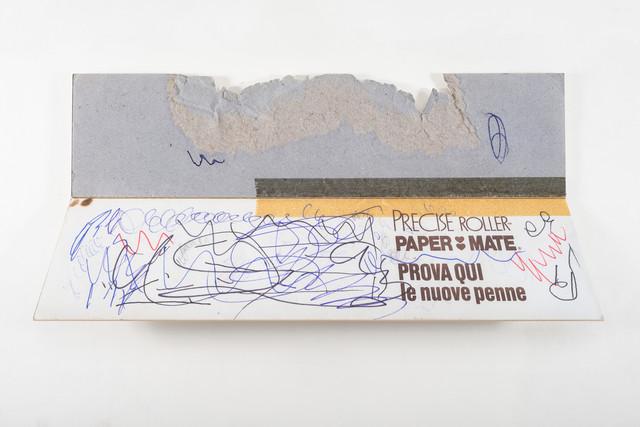 PRECISE ROLLER
PAPER MATE®
PROVA QUI
le nuove penne